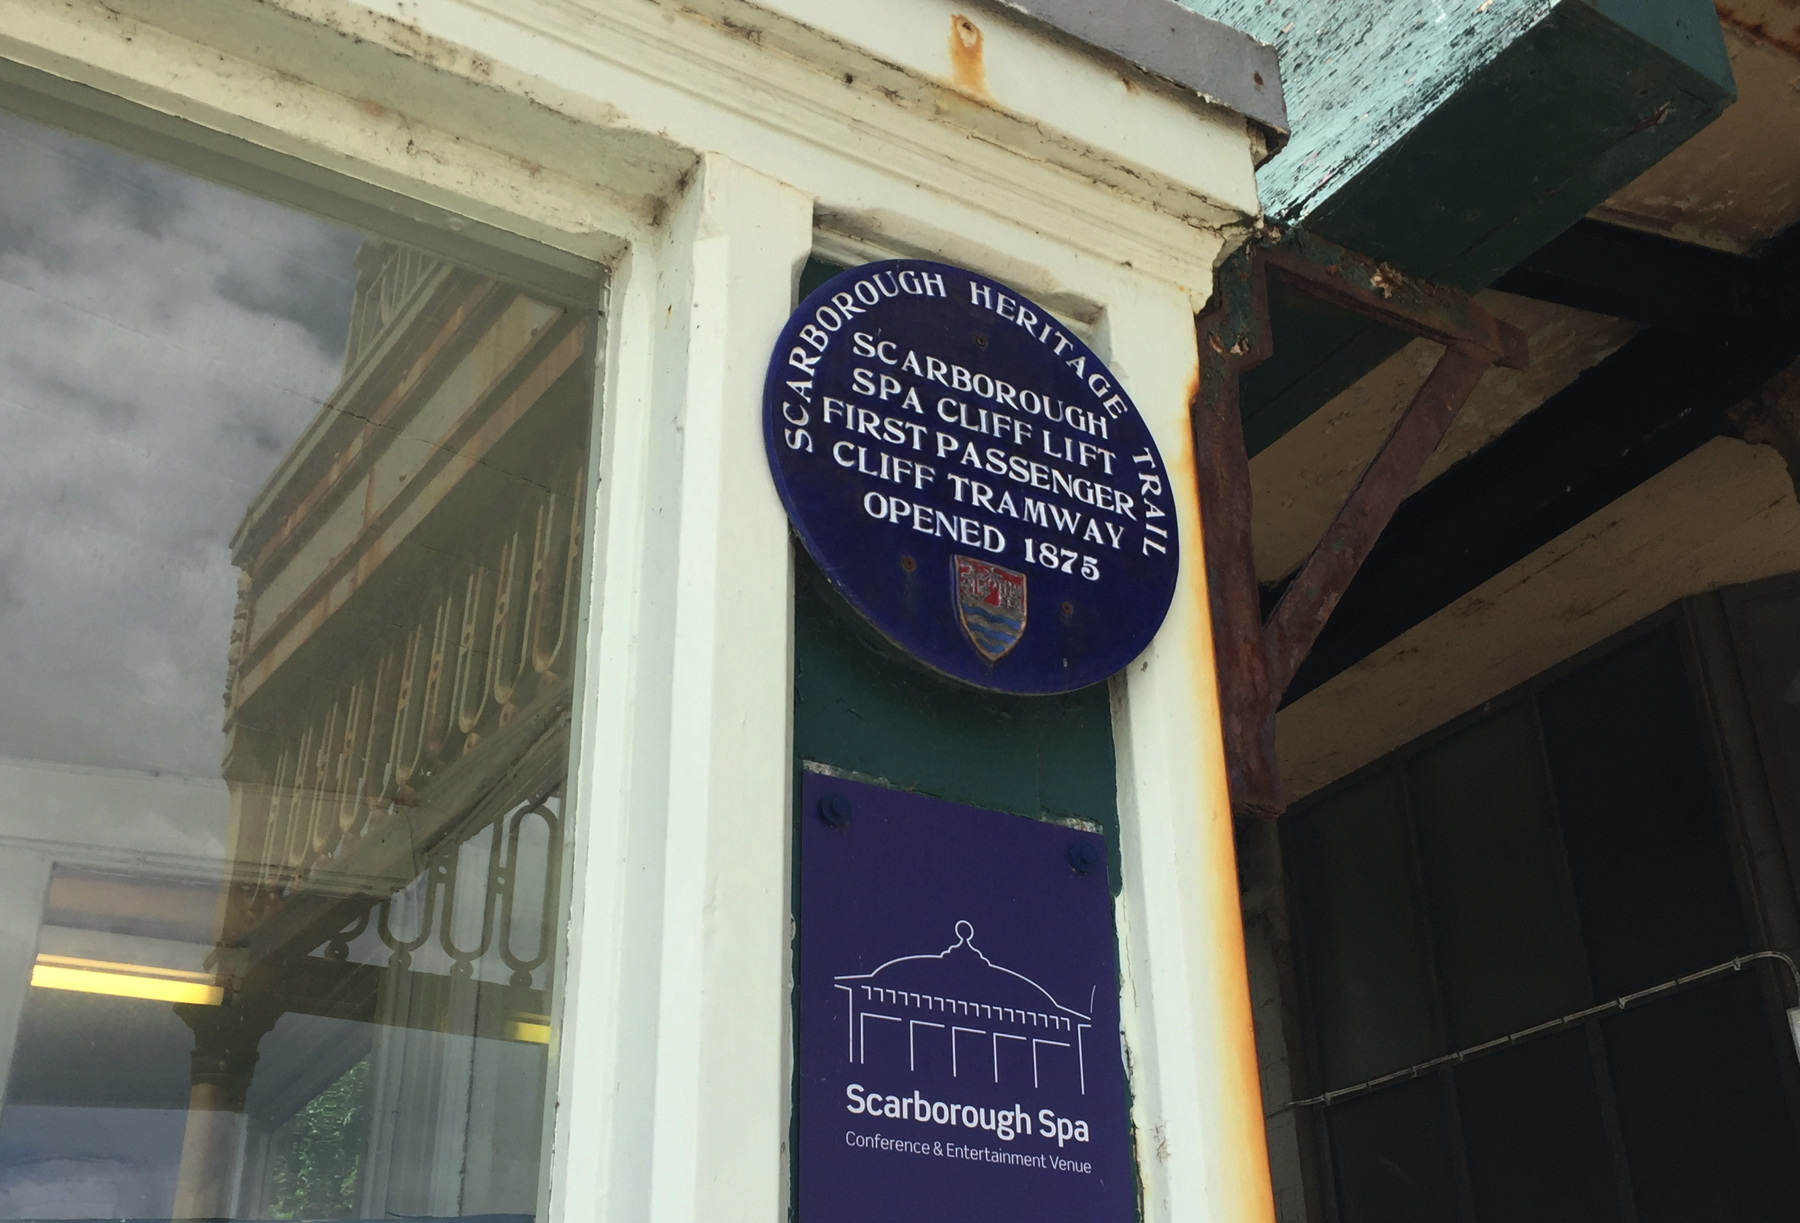 SCARBOROUGH HERITAGE TRAIL
SCARBOROUGH
SPA CLIFF LIFT
FIRST PASSENGER
CLIFF TRAMWAY
OPENED 1875
Scarborough Spa
Conference & Entertainment Venue